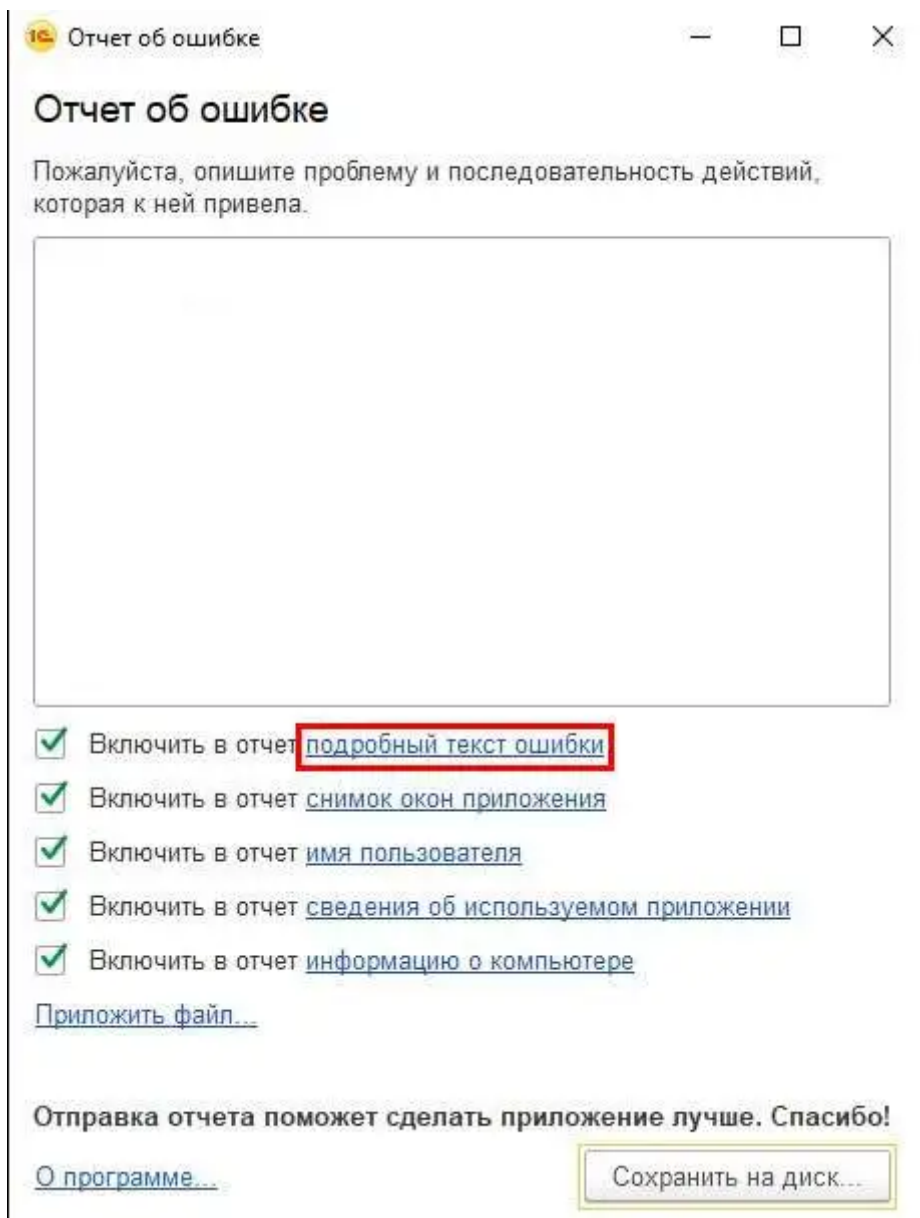 1С Отчет об ошибке
Отчет об ошибке
Пожалуйста, опишите проблему и последовательность действий,
которая к ней привела.
Включить в отчет подробный текст ошибки
Включить в отчет снимок окон приложения
Включить в отчет имя пользователя
Включить в отчет сведения об используемом приложении
Включить в отчет информацию о компьютере
Приложить файл...
Отправка отчета поможет сделать приложение лучше. Спасибо!
О программе... Сохранить на диск...